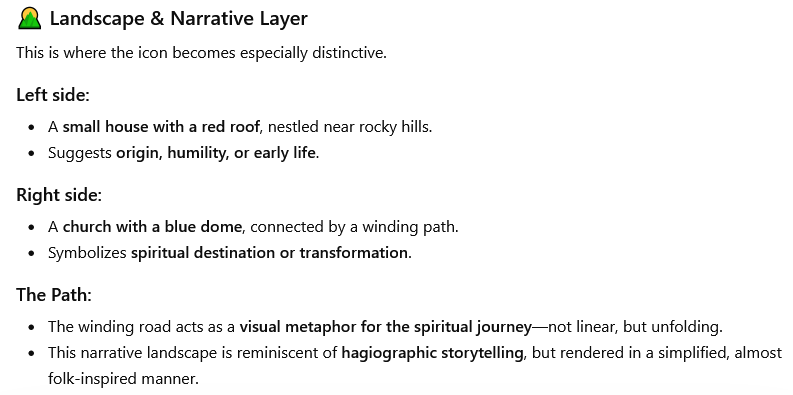 Landscape & Narrative Layer
This is where the icon becomes especially distinctive.
Left side:
• A small house with a red roof, nestled near rocky hills.
• Suggests origin, humility, or early life.
Right side:
• A church with a blue dome, connected by a winding path.
• Symbolizes spiritual destination or transformation.
The Path:
• The winding road acts as a visual metaphor for the spiritual journey—not linear, but unfolding.
• This narrative landscape is reminiscent of hagiographic storytelling, but rendered in a simplified, almost
folk-inspired manner.